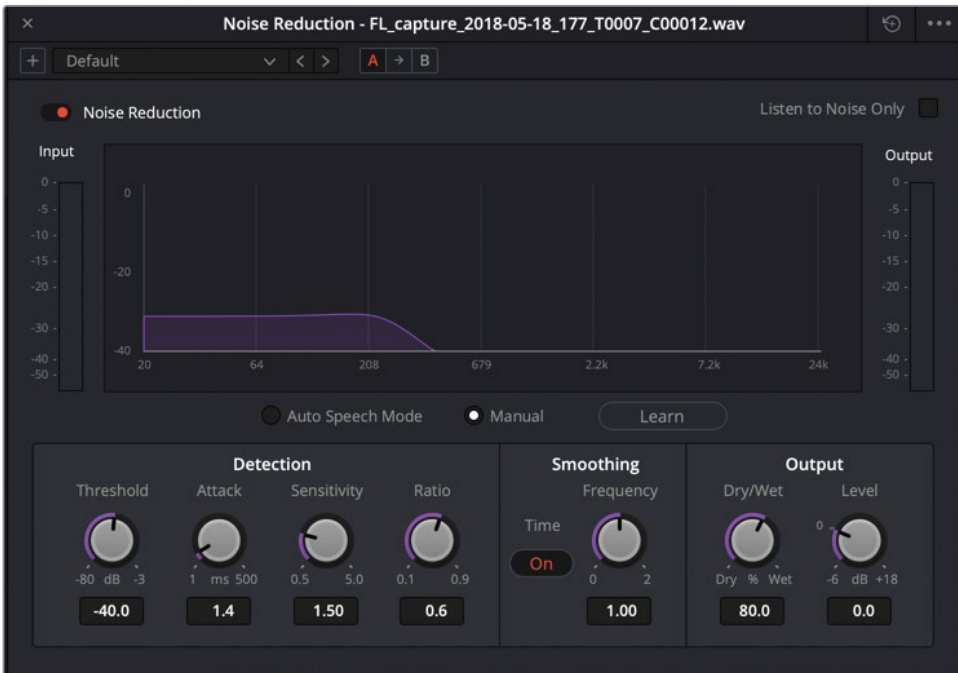 Noise Reduction - FL_capture_2018-05-18_177_T0007_C00012.wav
Default
A
B
Noise Reduction
Listen to Noise Only
Input
Output
0
-5
-10
-15
-20
-30
-40
-50
0
-20
-40
20 64 208 679 2.2k 7.2k 24k
0
-5
-10
-15
-20
-30
-40
-50
Auto Speech Mode Manual Learn
Detection
Threshold Attack Sensitivity Ratio
-80 dB -3 1 ms 500 0.5 5.0 0.1 0.9
-40.0 1.4 1.50 0.6
Smoothing
Frequency
Time
On
0 2
1.00
Output
Dry/Wet Level
0
Dry % Wet -6 dB +18
80.0 0.0